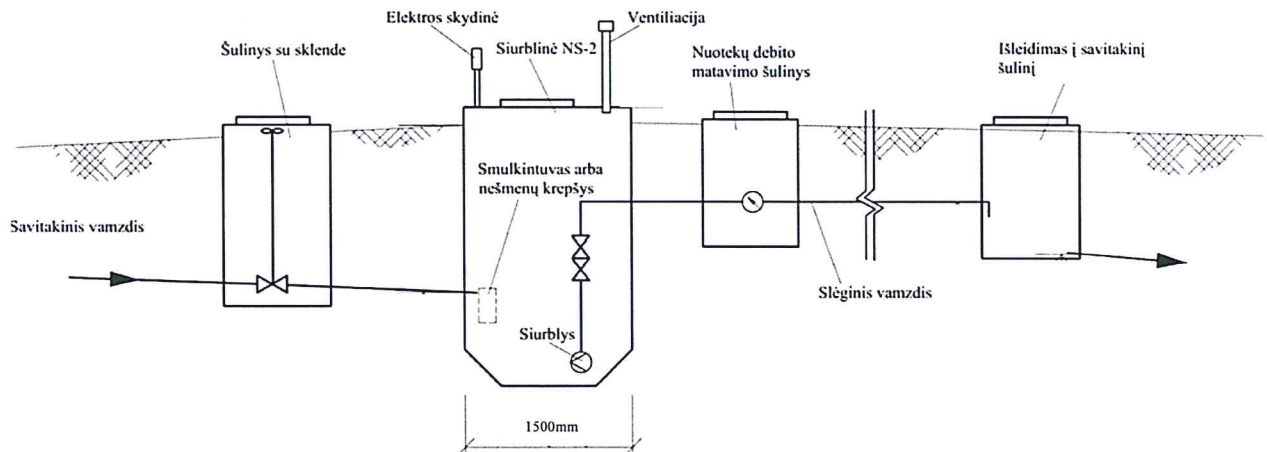 Elektros skydinė
Ventiliacija
Šulinys su sklende
Siurblinė NS-2
Nuotekų debito
matavimo šulinys
Išleidimas į savitakinį
šulinį
Smulkintuvas arba
nešmenų krepšys
Savitakinis vamzdis
Slėginis vamzdis
Siurblys
1500mm